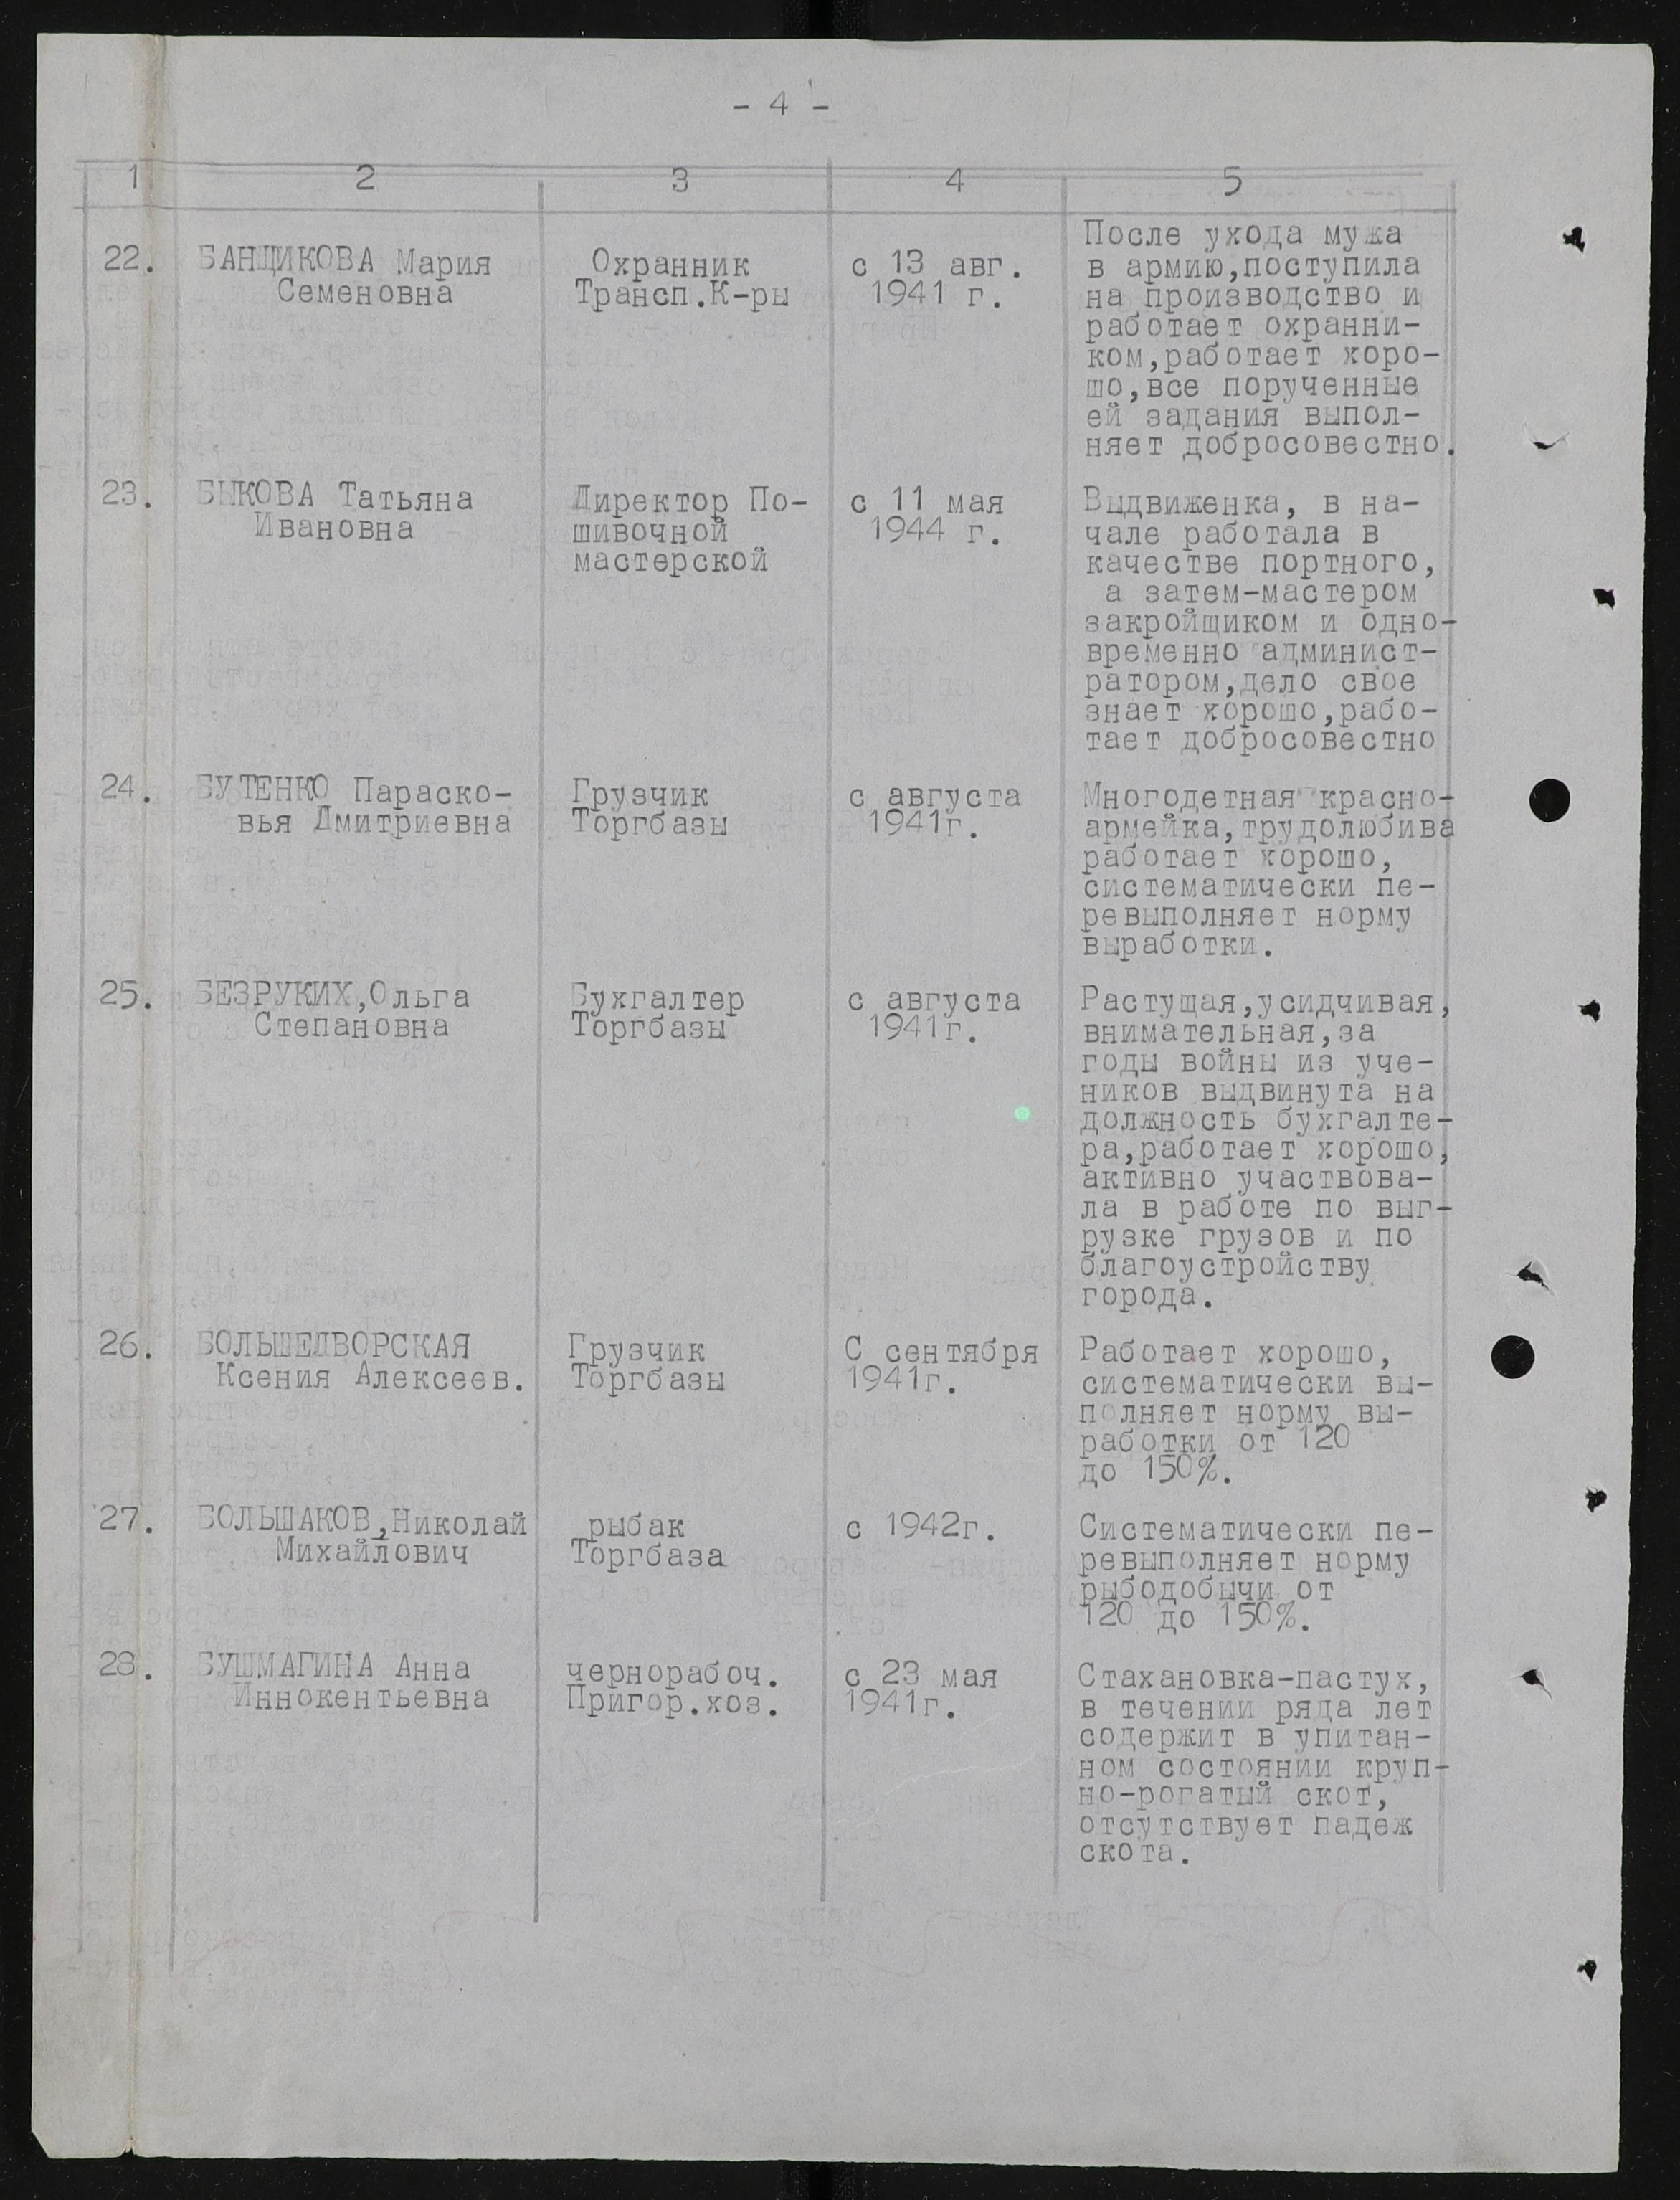 - 4 -
1 2 3 4 5
22. БАНЩИКОВА Мария
Семеновна
Охранник
Трансп.К-ры
с 13 авг.
1941 г.
После ухода мужа
в армию,поступила
на производство и
работает охранни-
ком,работает хоро-
шо,все порученные
ей задания выпол-
няет добросовестно.
23. БЫКОВА Татьяна
Ивановна
Директор По-
шивочной
мастерской
с 11 мая
1944 г.
Выдвиженка, в на-
чале работала в
качестве портного,
а затем-мастером
закройщиком и одно-
временно админист-
ратором,дело свое
знает хорошо,рабо-
тает добросовестно
24. БУТЕНКО Параско-
вья Дмитриевна
Грузчик
Торгбазы
с августа
1941г.
Многодетная красно-
армейка,трудолюбива
работает хорошо,
систематически пе-
ревыполняет норму
выработки.
25. БЕЗРУКИХ,Ольга
Степановна
Бухгалтер
Торгбазы
с августа
1941г.
Растущая,усидчивая,
внимательная,за
годы войны из уче-
ников выдвинута на
должность бухгалте-
ра,работает хорошо,
активно участвова-
ла в работе по выг-
рузке грузов и по
благоустройству
города.
26. БОЛЬШЕДВОРСКАЯ
Ксения Алексеев.
Грузчик
Торгбазы
С сентября
1941г.
Работает хорошо,
систематически вы-
полняет норму вы-
работки от 120
до 150%.
27. БОЛЬШАКОВ,Николай
Михайлович
рыбак
Торгбаза
с 1942г.
Систематически пе-
ревыполняет норму
рыбодобычи от
120 до 150%.
28. БУШМАГИНА Анна
Иннокентьевна
чернорабоч.
Пригор.хоз.
с 23 мая
1941г.
Стахановка-пастух,
в течении ряда лет
содержит в упитан-
ном состоянии круп-
но-рогатый скот,
отсутствует падеж
скота.